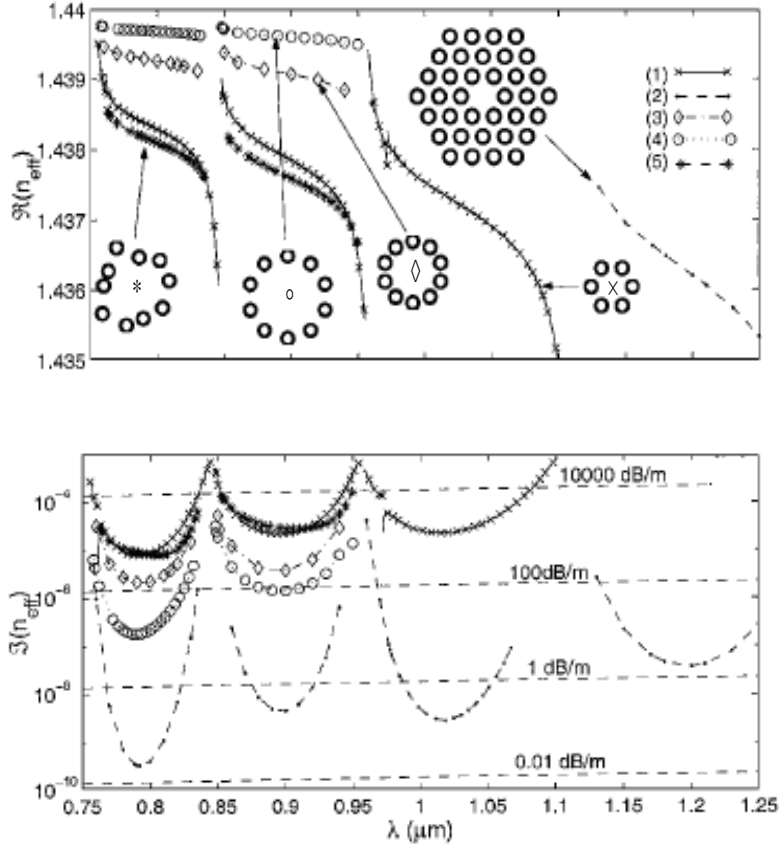 1.44
1.439
1.438
1.437
1.436
1.435
ℜ(n_eff)
(1)
(2)
(3)
(4)
(5)
*
o
◊
x
10⁻⁴
10⁻⁶
10⁻⁸
10⁻¹⁰
ℑ(n_eff)
10000 dB/m
100dB/m
1 dB/m
0.01 dB/m
0.75 0.8 0.85 0.9 0.95 1 1.05 1.1 1.15 1.2 1.25
λ (μm)